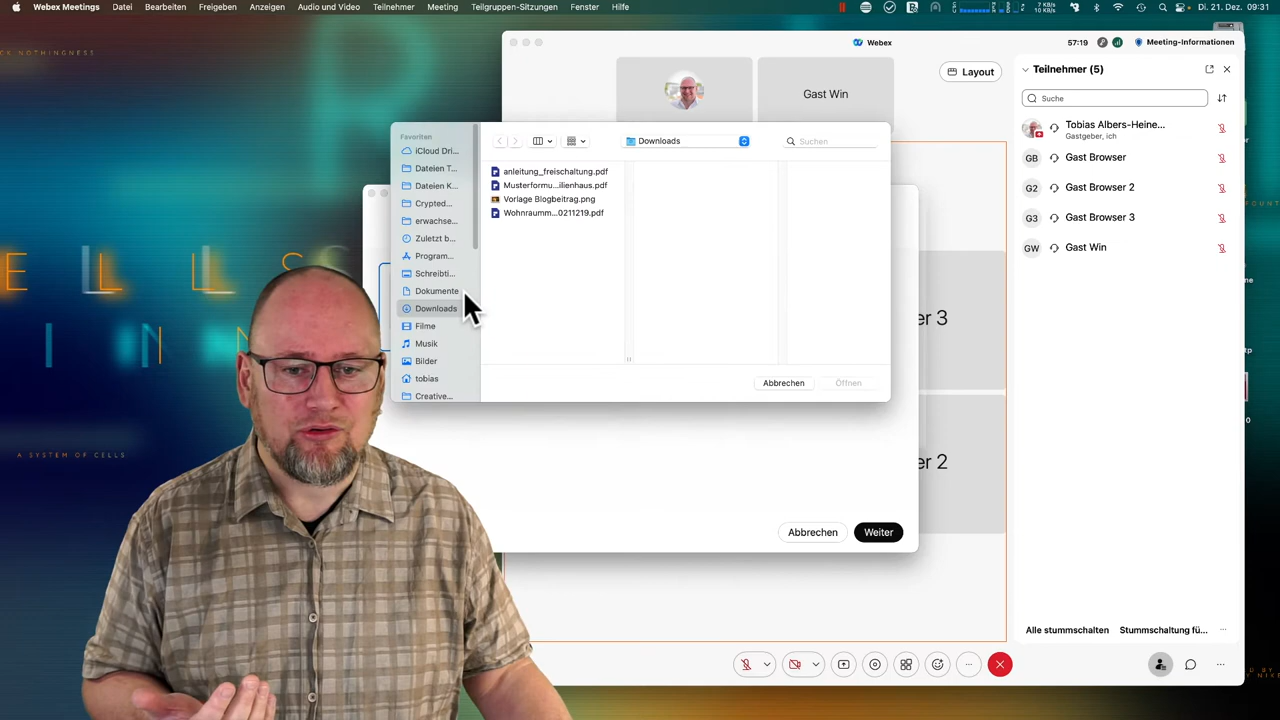 Webex Meetings Datei Bearbeiten Freigeben Anzeigen Audio und Video Teilnehmer Meeting Teilgruppen-Sitzungen Fenster Hilfe
7 KB/s
Di. 21. Dez. 09:31
CK NOTHINGNESS
Webex
57:19
Meeting-Informationen
Layout
Gast Win
Teilnehmer (5)
Suche
Tobias Albers-Heine...
Gastgeber, ich
GB Gast Browser
G2 Gast Browser 2
G3 Gast Browser 3
GW Gast Win
Favoriten
iCloud Dri...
Dateien T...
Dateien K...
Crypted...
erwachse...
Zuletzt b...
Program...
Schreibti...
Dokumente
Downloads
Filme
Musik
Bilder
tobias
Creative...
Downloads
Suchen
anleitung_freischaltung.pdf
Musterformu...ilienhaus.pdf
Vorlage Blogbeitrag.png
Wohnraumm...0211219.pdf
Abbrechen
Öffnen
er 3
er 2
Abbrechen
Weiter
A SYSTEM OF CELLS
Alle stummschalten
Stummschaltung fü...